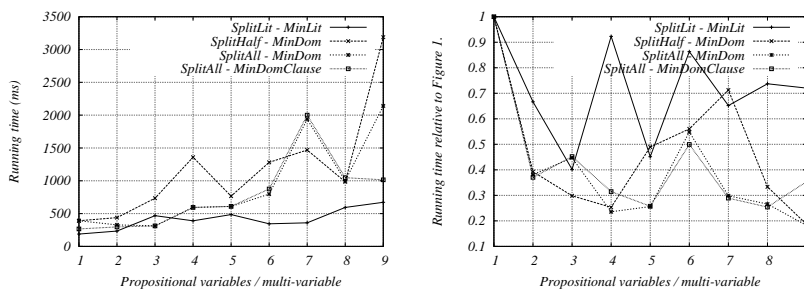 3500
3000
2500
2000
1500
1000
500
0
Running time (ms)
SplitLit - MinLit
SplitHalf - MinDom
SplitAll - MinDom
SplitAll - MinDomClause
1 2 3 4 5 6 7 8 9
Propositional variables / multi-variable
1
0.9
0.8
0.7
0.6
0.5
0.4
0.3
0.2
0.1
Running time relative to Figure 1.
SplitLit - MinLit
SplitHalf - MinDom
SplitAll - MinDom
SplitAll - MinDomClause
1 2 3 4 5 6 7 8
Propositional variables / multi-variable